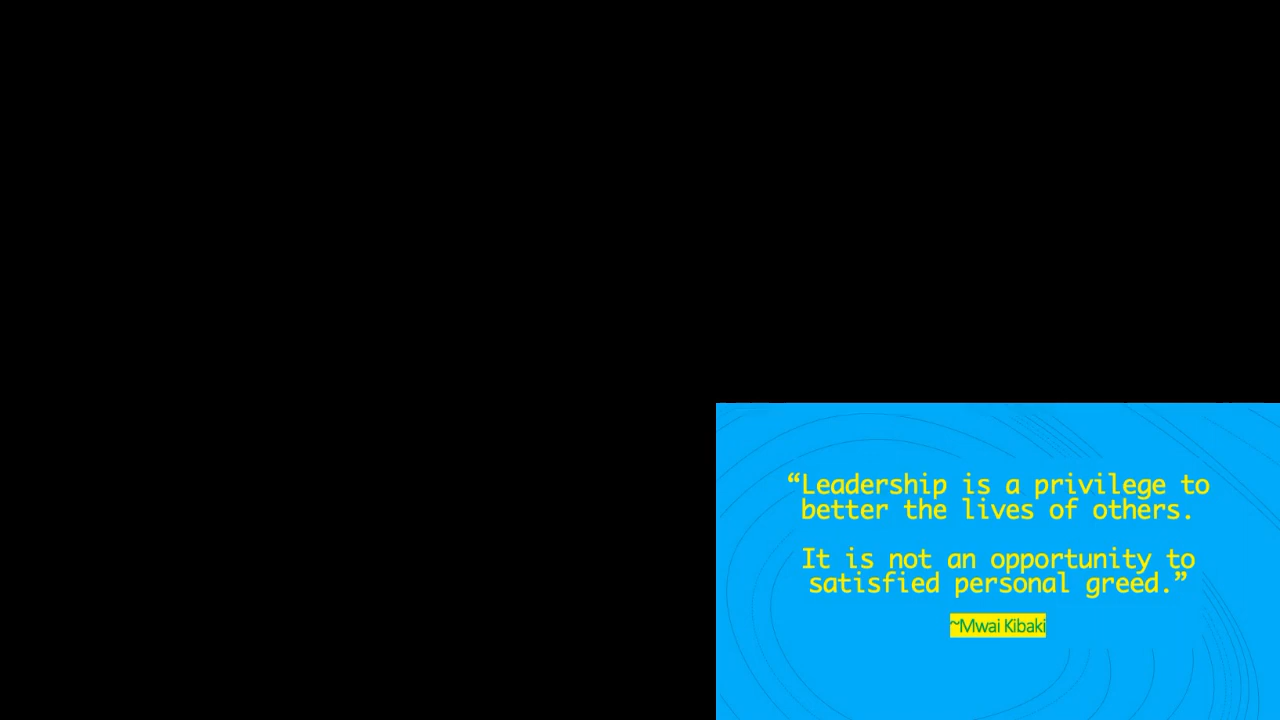 “Leadership is a privilege to
better the lives of others.
It is not an opportunity to
satisfied personal greed.”
~Mwai Kibaki